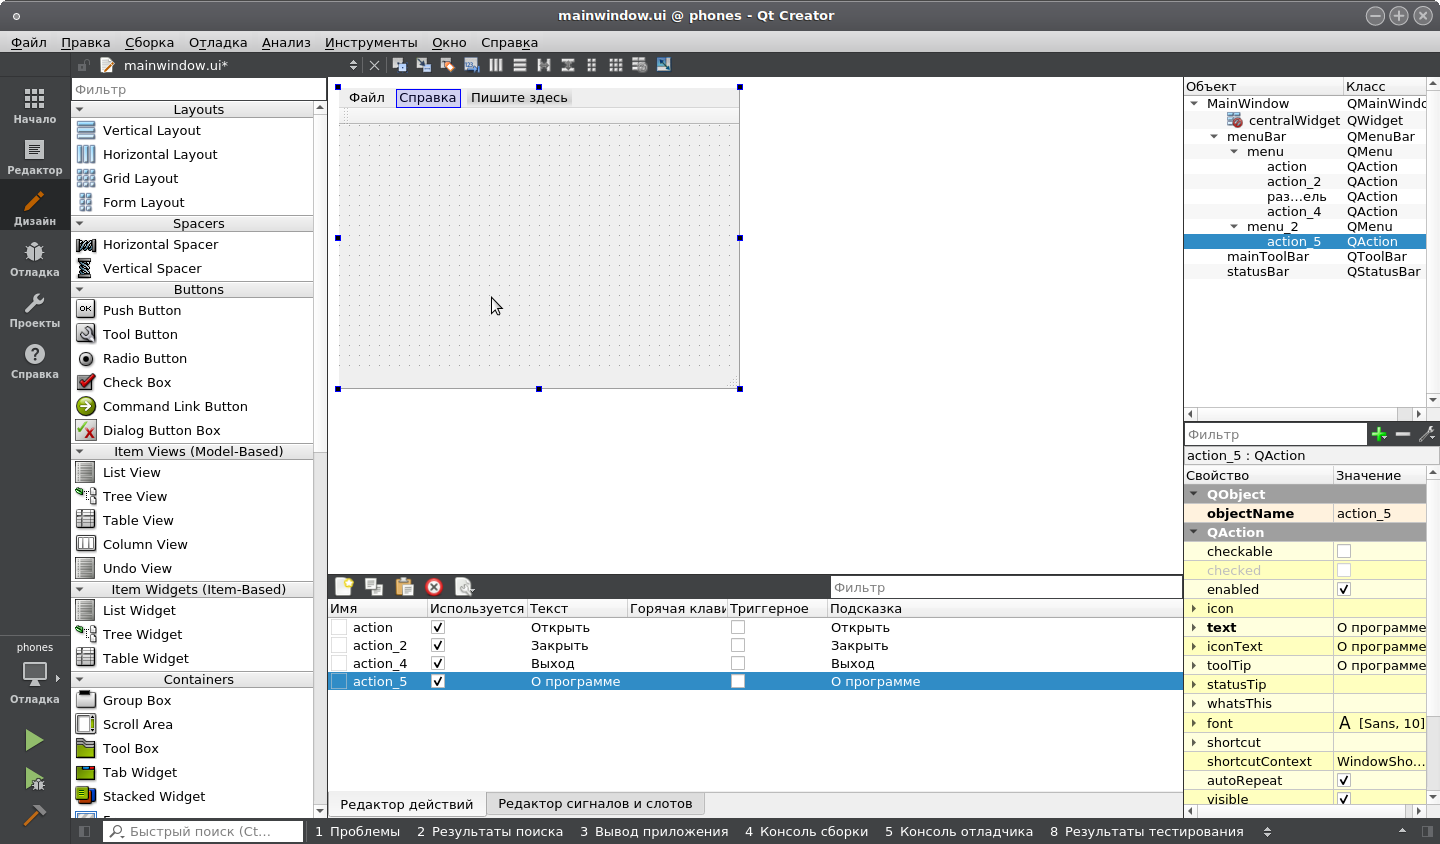 mainwindow.ui @ phones - Qt Creator
Файл Правка Сборка Отладка Анализ Инструменты Окно Справка
mainwindow.ui*
Начало
Редактор
Дизайн
Отладка
Проекты
Справка
phones
Отладка
Фильтр
Layouts
Vertical Layout
Horizontal Layout
Grid Layout
Form Layout
Spacers
Horizontal Spacer
Vertical Spacer
Buttons
OK Push Button
Tool Button
Radio Button
Check Box
Command Link Button
Dialog Button Box
Item Views (Model-Based)
List View
Tree View
Table View
Column View
Undo View
Item Widgets (Item-Based)
List Widget
Tree Widget
Table Widget
Containers
Group Box
Scroll Area
Tool Box
Tab Widget
Stacked Widget
Файл Справка Пишите здесь
Фильтр
Имя Используется Текст Горячая клави Триггерное Подсказка
action Открыть Открыть
action_2 Закрыть Закрыть
action_4 Выход Выход
action_5 О программе О программе
Редактор действий Редактор сигналов и слотов
Объект Класс
MainWindow QMainWindo
centralWidget QWidget
menuBar QMenuBar
menu QMenu
action QAction
action_2 QAction
раз...ель QAction
action_4 QAction
menu_2 QMenu
action_5 QAction
mainToolBar QToolBar
statusBar QStatusBar
Фильтр
action_5 : QAction
Свойство Значение
QObject
objectName action_5
QAction
checkable
checked
enabled
icon
text О программе
iconText О программе
toolTip О программе
statusTip
whatsThis
font A [Sans, 10]
shortcut
shortcutContext WindowSho...
autoRepeat
visible
Быстрый поиск (Ct... 1 Проблемы 2 Результаты поиска 3 Вывод приложения 4 Консоль сборки 5 Консоль отладчика 8 Результаты тестирования